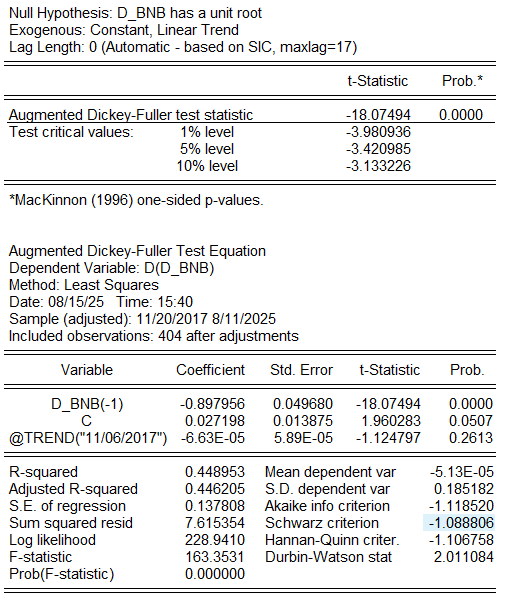 Null Hypothesis: D_BNB has a unit root
Exogenous: Constant, Linear Trend
Lag Length: 0 (Automatic - based on SIC, maxlag=17)
t-Statistic Prob.*
Augmented Dickey-Fuller test statistic -18.07494 0.0000
Test critical values: 1% level -3.980936
5% level -3.420985
10% level -3.133226
*MacKinnon (1996) one-sided p-values.
Augmented Dickey-Fuller Test Equation
Dependent Variable: D(D_BNB)
Method: Least Squares
Date: 08/15/25 Time: 15:40
Sample (adjusted): 11/20/2017 8/11/2025
Included observations: 404 after adjustments
Variable Coefficient Std. Error t-Statistic Prob.
D_BNB(-1) -0.897956 0.049680 -18.07494 0.0000
C 0.027198 0.013875 1.960283 0.0507
@TREND("11/06/2017") -6.63E-05 5.89E-05 -1.124797 0.2613
R-squared 0.448953 Mean dependent var -5.13E-05
Adjusted R-squared 0.446205 S.D. dependent var 0.185182
S.E. of regression 0.137808 Akaike info criterion -1.118520
Sum squared resid 7.615354 Schwarz criterion -1.088806
Log likelihood 228.9410 Hannan-Quinn criter. -1.106758
F-statistic 163.3531 Durbin-Watson stat 2.011084
Prob(F-statistic) 0.000000